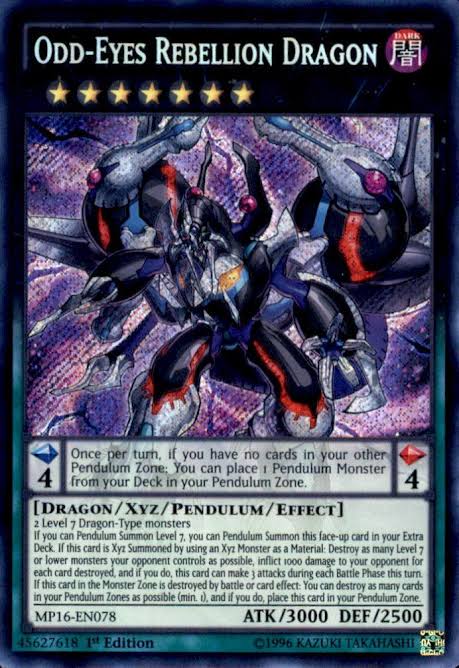 ODD-EYES REBELLION DRAGON
DARK
闇
Once per turn, if you have no cards in your other
Pendulum Zone: You can place 1 Pendulum Monster
from your Deck in your Pendulum Zone.
4
4
[DRAGON/XYZ/PENDULUM/EFFECT]
2 Level 7 Dragon-Type monsters
If you can Pendulum Summon Level 7, you can Pendulum Summon this face-up card in your Extra
Deck. If this card is Xyz Summoned by using an Xyz Monster as a Material: Destroy as many Level 7
or lower monsters your opponent controls as possible, inflict 1000 damage to your opponent for
each card destroyed, and if you do, this card can make 3 attacks during each Battle Phase this turn.
If this card in the Monster Zone is destroyed by battle or card effect: You can destroy as many cards
in your Pendulum Zones as possible (min. 1), and if you do, place this card in your Pendulum Zone.
MP16-EN078
ATK/3000 DEF/2500
45627618 1st Edition
©1996 KAZUKI TAKAHASHI